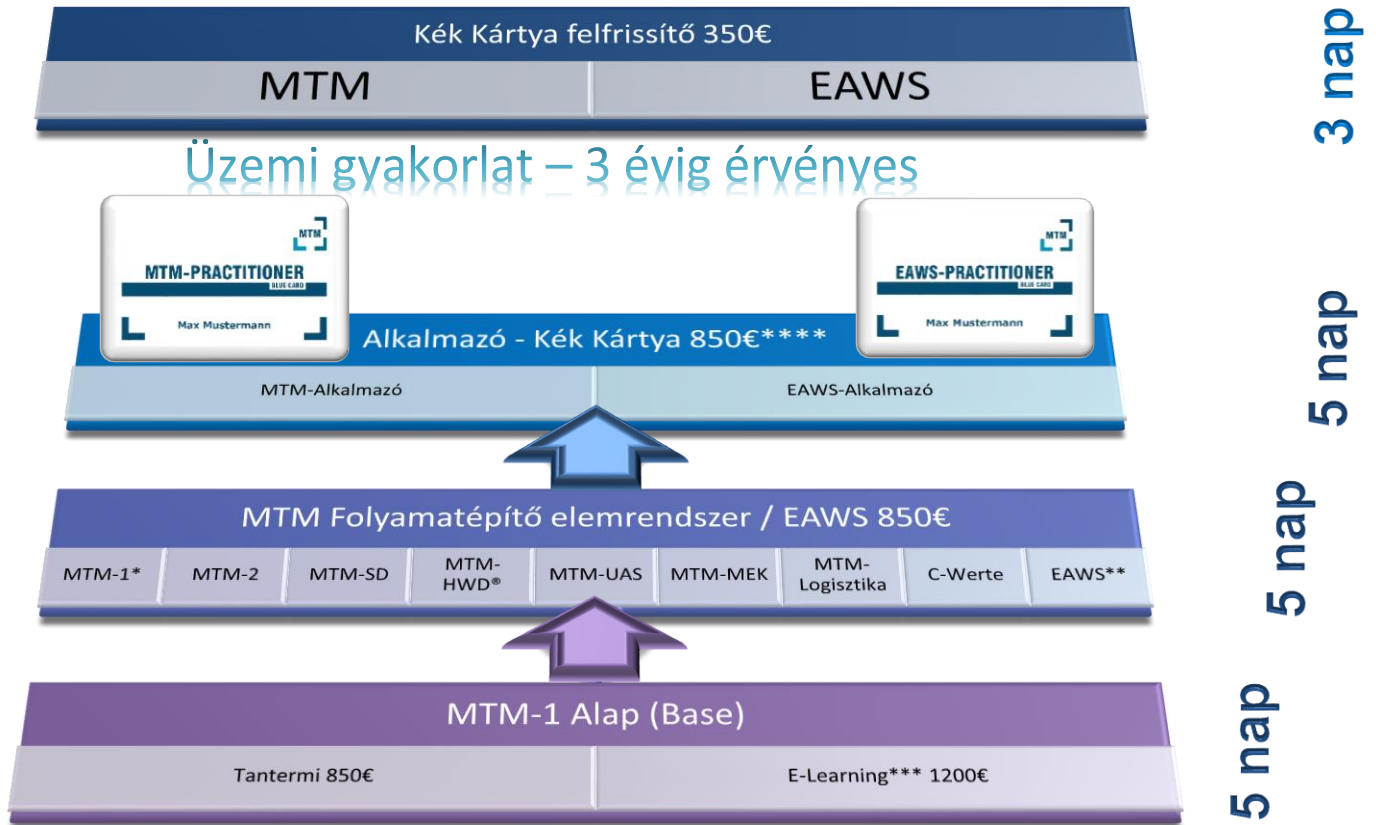 Kék Kártya felfrissítő 350€
MTM
EAWS
3 nap
Üzemi gyakorlat – 3 évig érvényes
MTM
MTM-PRACTITIONER
BLUE CARD
Max Mustermann
MTM
EAWS-PRACTITIONER
BLUE CARD
Max Mustermann
Alkalmazó - Kék Kártya 850€****
MTM-Alkalmazó
EAWS-Alkalmazó
5 nap
MTM Folyamatépítő elemrendszer / EAWS 850€
MTM-1*
MTM-2
MTM-SD
MTM-
HWD®
MTM-UAS
MTM-MEK
MTM-
Logisztika
C-Werte
EAWS**
5 nap
MTM-1 Alap (Base)
Tantermi 850€
E-Learning*** 1200€
5 nap